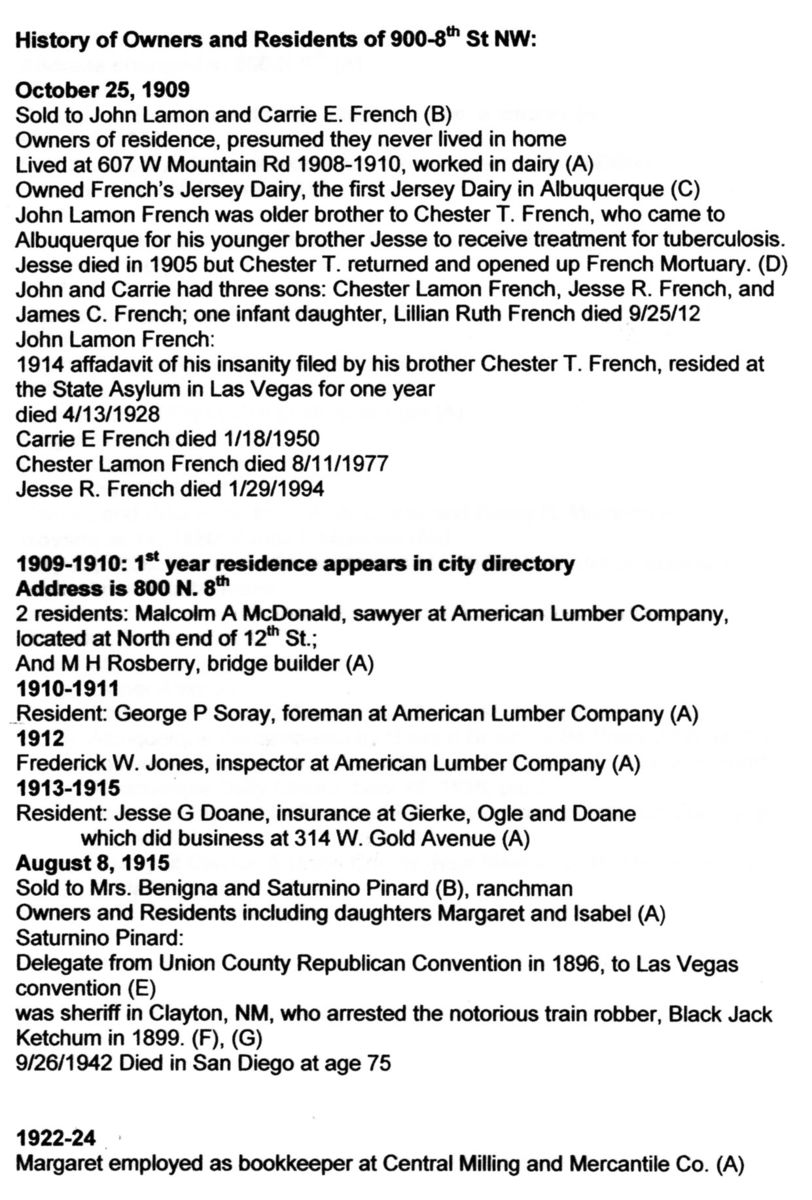 History of Owners and Residents of 900-8th St NW:
October 25, 1909
Sold to John Lamon and Carrie E. French (B)
Owners of residence, presumed they never lived in home
Lived at 607 W Mountain Rd 1908-1910, worked in dairy (A)
Owned French's Jersey Dairy, the first Jersey Dairy in Albuquerque (C)
John Lamon French was older brother to Chester T. French, who came to
Albuquerque for his younger brother Jesse to receive treatment for tuberculosis.
Jesse died in 1905 but Chester T. returned and opened up French Mortuary. (D)
John and Carrie had three sons: Chester Lamon French, Jesse R. French, and
James C. French; one infant daughter, Lillian Ruth French died 9/25/12
John Lamon French:
1914 affadavit of his insanity filed by his brother Chester T. French, resided at
the State Asylum in Las Vegas for one year
died 4/13/1928
Carrie E French died 1/18/1950
Chester Lamon French died 8/11/1977
Jesse R. French died 1/29/1994
1909-1910: 1st year residence appears in city directory
Address is 800 N. 8th
2 residents: Malcolm A McDonald, sawyer at American Lumber Company,
located at North end of 12th St.;
And M H Rosberry, bridge builder (A)
1910-1911
Resident: George P Soray, foreman at American Lumber Company (A)
1912
Frederick W. Jones, inspector at American Lumber Company (A)
1913-1915
Resident: Jesse G Doane, insurance at Gierke, Ogle and Doane
which did business at 314 W. Gold Avenue (A)
August 8, 1915
Sold to Mrs. Benigna and Saturnino Pinard (B), ranchman
Owners and Residents including daughters Margaret and Isabel (A)
Saturnino Pinard:
Delegate from Union County Republican Convention in 1896, to Las Vegas
convention (E)
was sheriff in Clayton, NM, who arrested the notorious train robber, Black Jack
Ketchum in 1899. (F), (G)
9/26/1942 Died in San Diego at age 75
1922-24
Margaret employed as bookkeeper at Central Milling and Mercantile Co. (A)